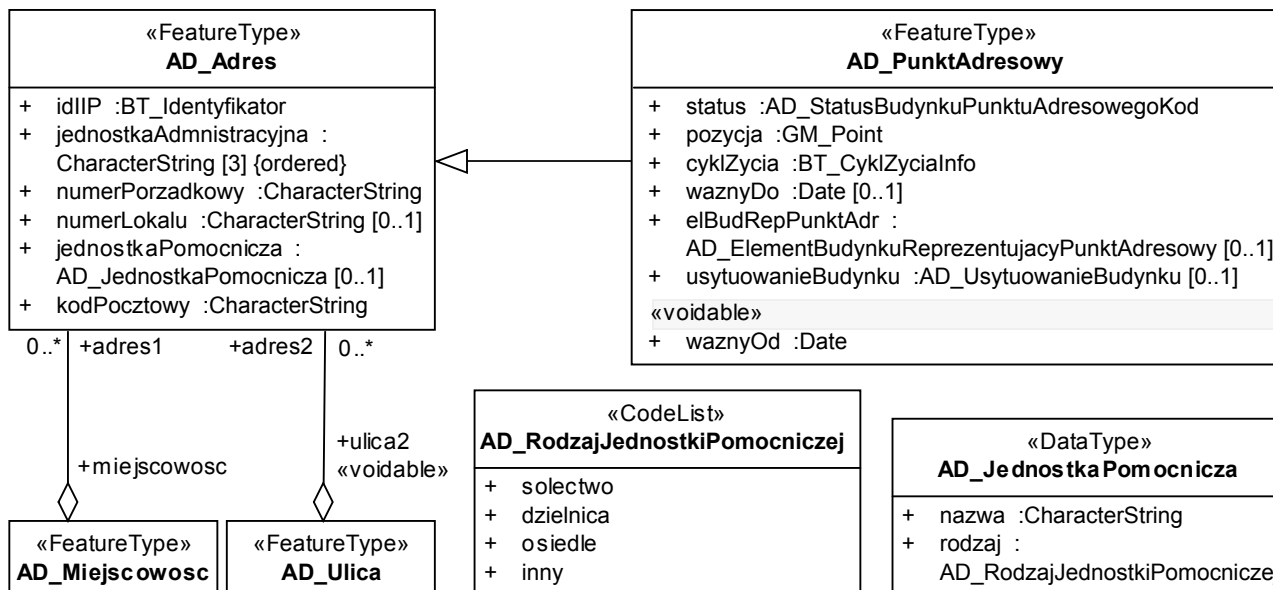 «FeatureType»
AD_Adres
+ idIIP :BT_Identyfikator
+ jednostkaAdmnistracyjna :
CharacterString [3] {ordered}
+ numerPorzadkowy :CharacterString
+ numerLokalu :CharacterString [0..1]
+ jednostkaPomocnicza :
AD_JednostkaPomocnicza [0..1]
+ kodPocztowy :CharacterString
«FeatureType»
AD_PunktAdresowy
+ status :AD_StatusBudynkuPunktuAdresowegoKod
+ pozycja :GM_Point
+ cyklZycia :BT_CyklZyciaInfo
+ waznyDo :Date [0..1]
+ elBudRepPunktAdr :
AD_ElementBudynkuReprezentujacyPunktAdresowy [0..1]
+ usytuowanieBudynku :AD_UsytuowanieBudynku [0..1]
«voidable»
+ waznyOd :Date
0..* +adres1 +adres2 0..*
+miejscowosc
+ulica2
«voidable»
«FeatureType»
AD_Miejscowosc
«FeatureType»
AD_Ulica
«CodeList»
AD_RodzajJednostkiPomocniczej
+ solectwo
+ dzielnica
+ osiedle
+ inny
«DataType»
AD_JednostkaPomocnicza
+ nazwa :CharacterString
+ rodzaj :
AD_RodzajJednostkiPomocnicze